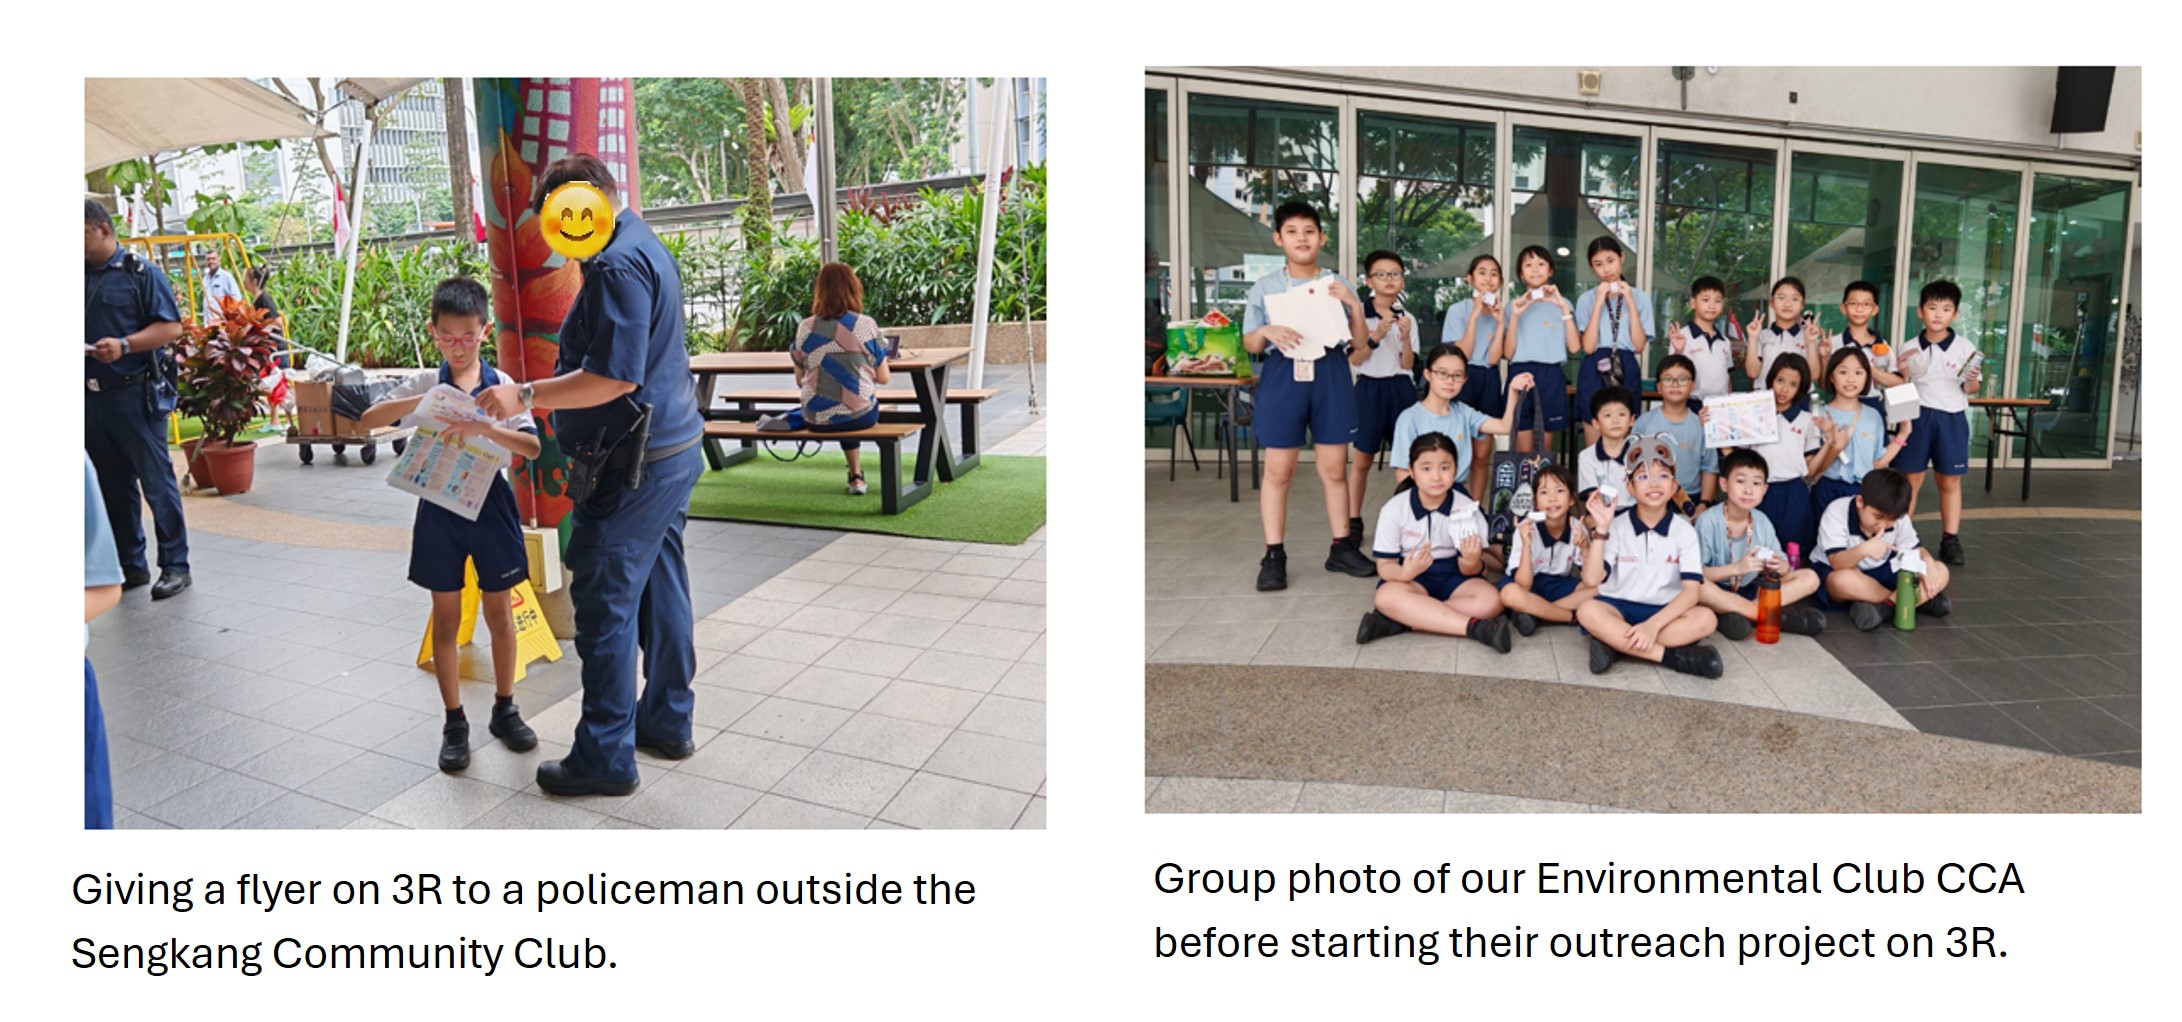 Giving a flyer on 3R to a policeman outside the
Sengkang Community Club.
Group photo of our Environmental Club CCA
before starting their outreach project on 3R.